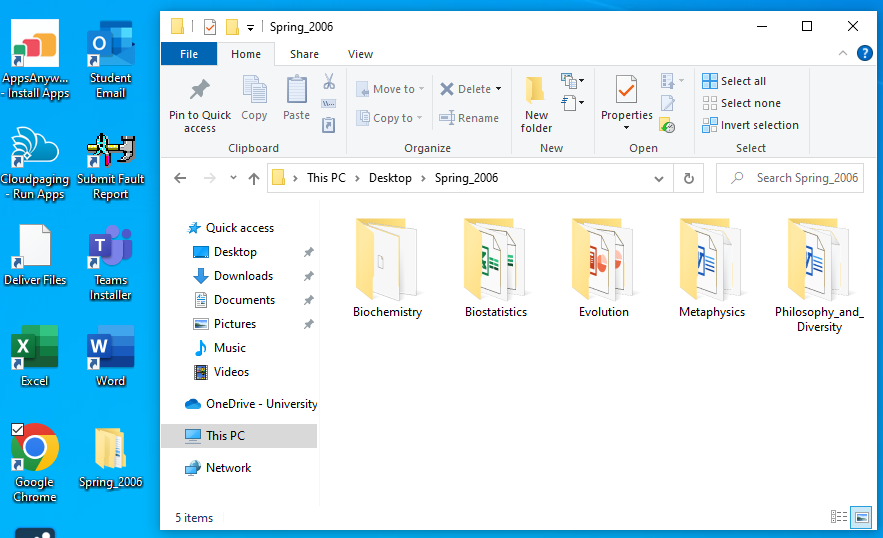 AppsAnyw...
- Install Apps
Student
Email
Cloudpaging
- Run Apps
Submit Fault
Report
Deliver Files
Teams
Installer
Excel
Word
Google
Chrome
Spring_2006
Spring_2006
File
Home
Share
View
Pin to Quick
access
Copy
Paste
Clipboard
Move to
Copy to
Delete
Rename
Organize
New
folder
New
Properties
Open
Select all
Select none
Invert selection
Select
This PC > Desktop > Spring_2006
Search Spring_2006
Quick access
Desktop
Downloads
Documents
Pictures
Music
Videos
OneDrive - University
This PC
Network
Biochemistry
Biostatistics
Evolution
Metaphysics
Philosophy_and_
Diversity
5 items